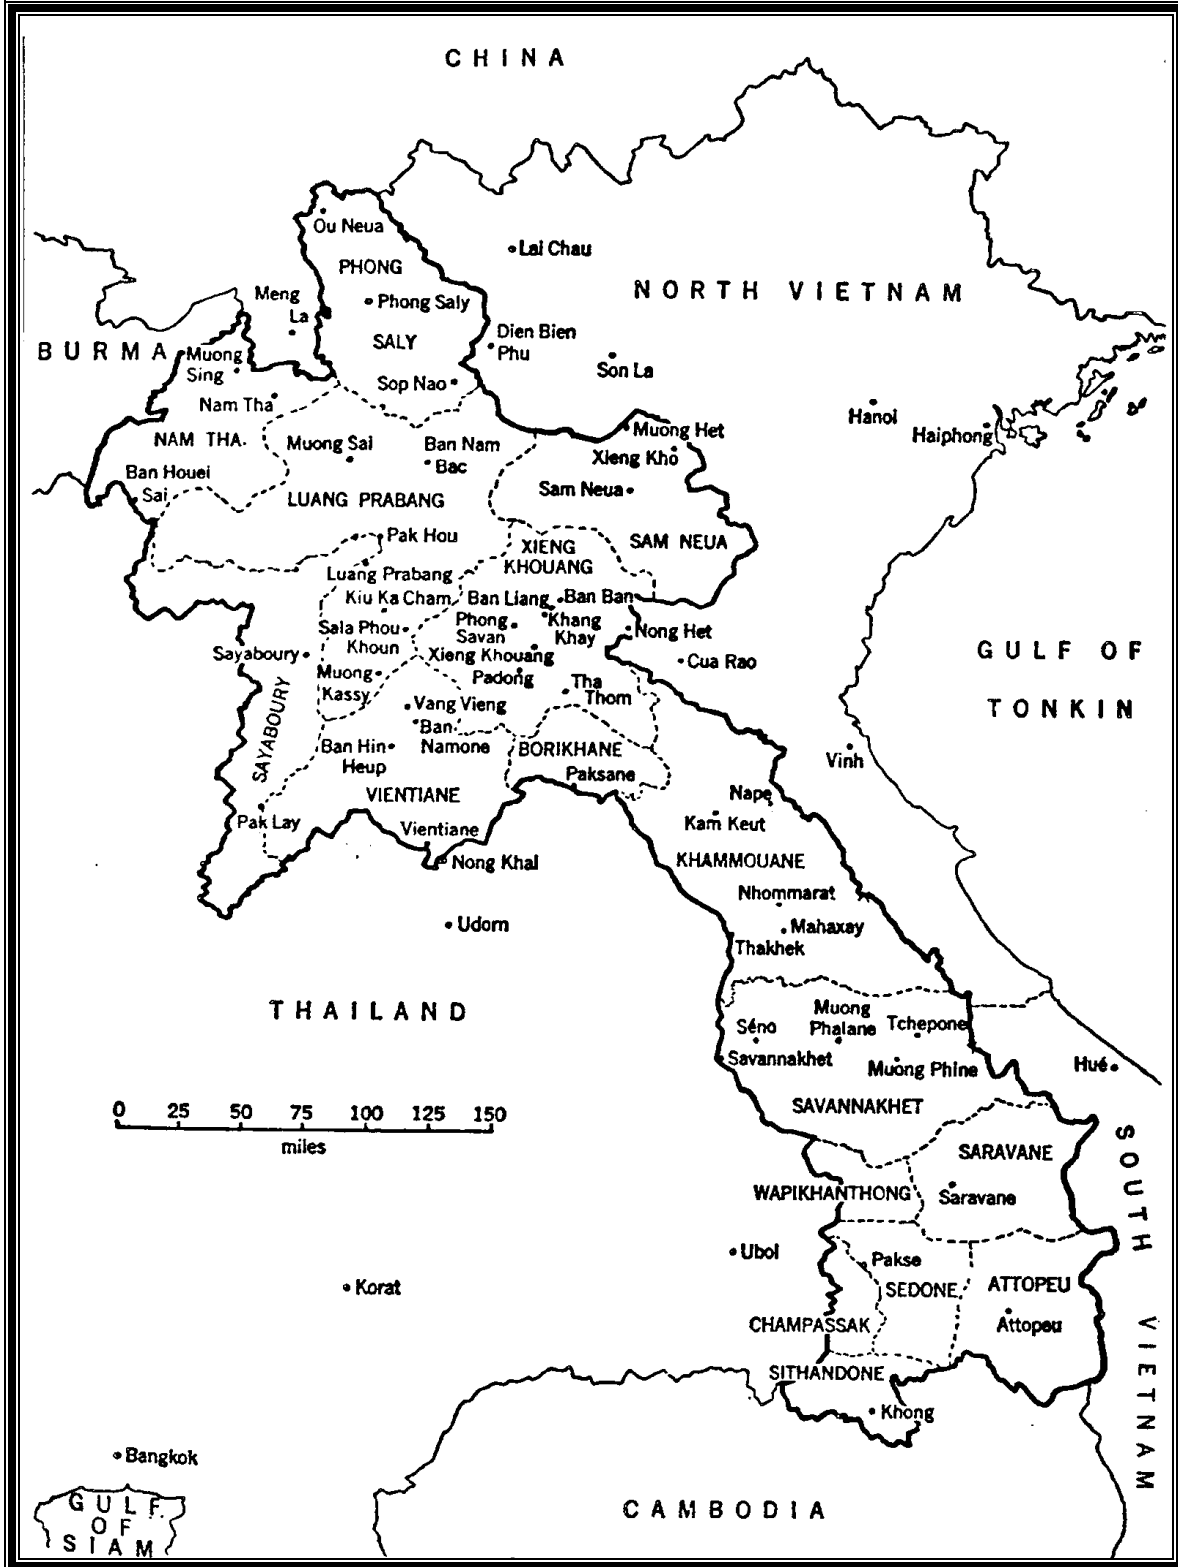 CHINA
Ou Neua
PHONG
Lai Chau
NORTH VIETNAM
Meng
La
Phong Saly
SALY
Dien Bien
Phu
BURMA
Muong
Sing
Son La
Sop Nao
Nam Tha
Hanoi
Haiphong
NAM THA
Muong Sai
Ban Nam
Bac
Muong Het
Xieng Kho
Ban Houei
Sai
Sam Neua
LUANG PRABANG
Pak Hou
XIENG
KHOUANG
SAM NEUA
Luang Prabang
Kiu Ka Cham
Ban Liang
Ban Ban
Sala Phou
Khoun
Phong
Savan
Khang
Khay
Nong Het
Sayaboury
Xieng Khouang
Cua Rao
GULF OF
TONKIN
Muong
Kassy
Padong
Tha
Thom
SAYABOURY
Vang Vieng
Ban
Namone
Ban Hin
Heup
BORIKHANE
Vinh
Paksane
VIENTIANE
Nape
Kam Keut
Pak Lay
Vientiane
Nong Khai
KHAMMOUANE
Nhommarat
Udorn
Mahaxay
Thakhek
THAILAND
Séno
Muong
Phalane
Tchepone
Savannakhet
Muong Phine
Hué
0 25 50 75 100 125 150
miles
SAVANNAKHET
SOUTH VIETNAM
SARAVANE
WAPIKHANTHONG
Saravane
Ubol
Pakse
Korat
SEDONE
ATTOPEU
CHAMPASSAK
Attopeu
SITHANDONE
Khong
Bangkok
GULF
OF
SIAM
CAMBODIA